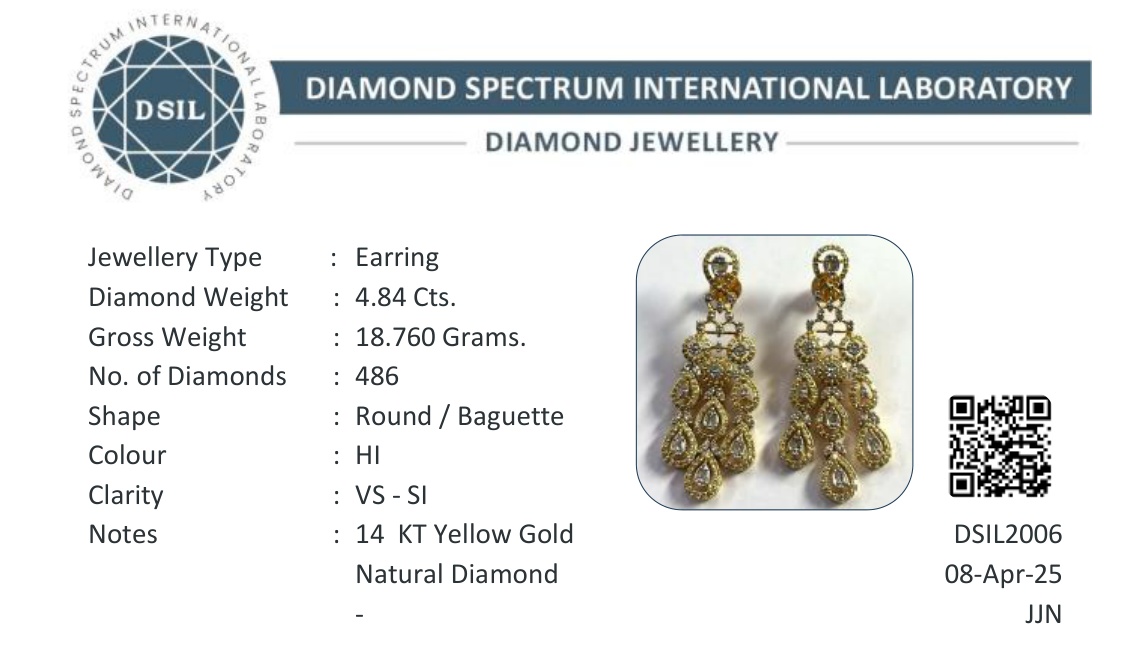 DIAMOND SPECTRUM INTERNATIONAL LABORATORY
DSIL
DIAMOND SPECTRUM INTERNATIONAL LABORATORY
DIAMOND JEWELLERY
Jewellery Type : Earring
Diamond Weight : 4.84 Cts.
Gross Weight : 18.760 Grams.
No. of Diamonds : 486
Shape : Round / Baguette
Colour : HI
Clarity : VS - SI
Notes : 14 KT Yellow Gold
Natural Diamond
-
DSIL2006
08-Apr-25
JJN